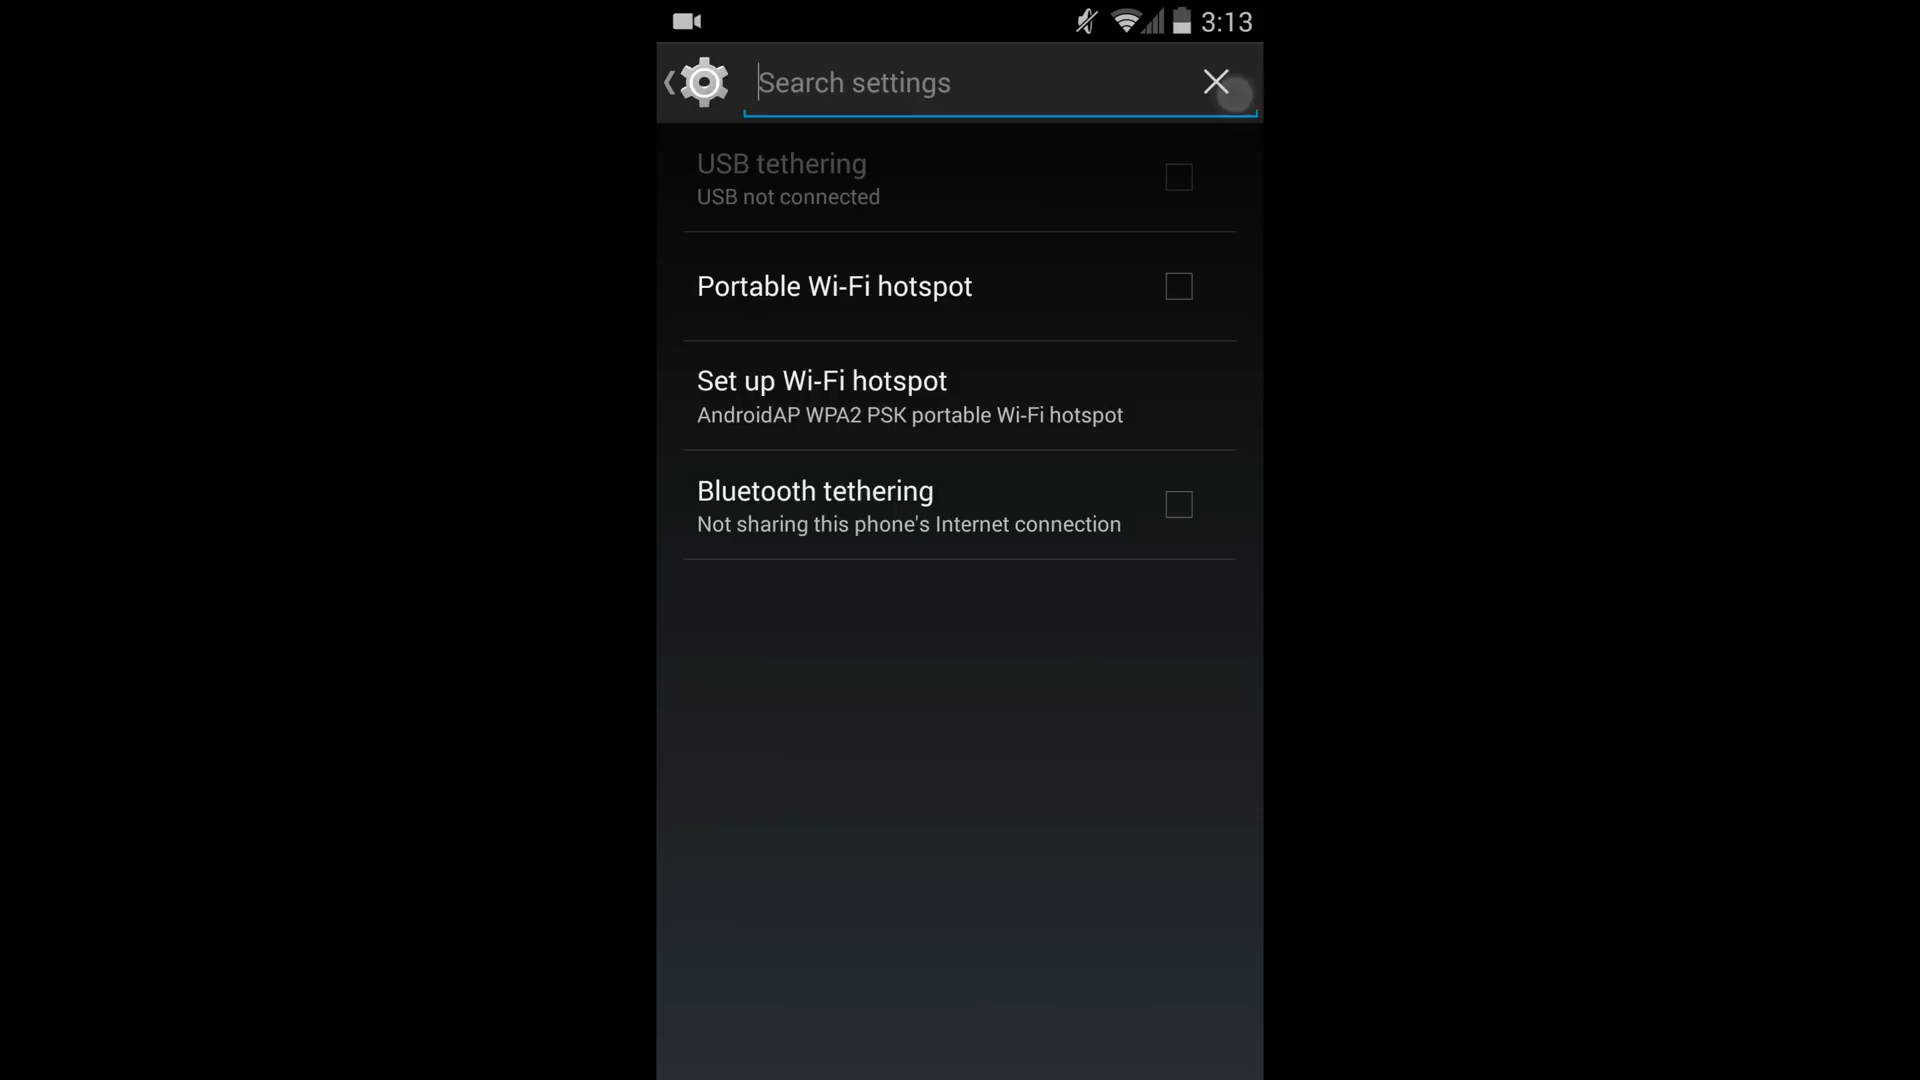 3:13
Search settings
USB tethering
USB not connected
Portable Wi-Fi hotspot
Set up Wi-Fi hotspot
AndroidAP WPA2 PSK portable Wi-Fi hotspot
Bluetooth tethering
Not sharing this phone's Internet connection